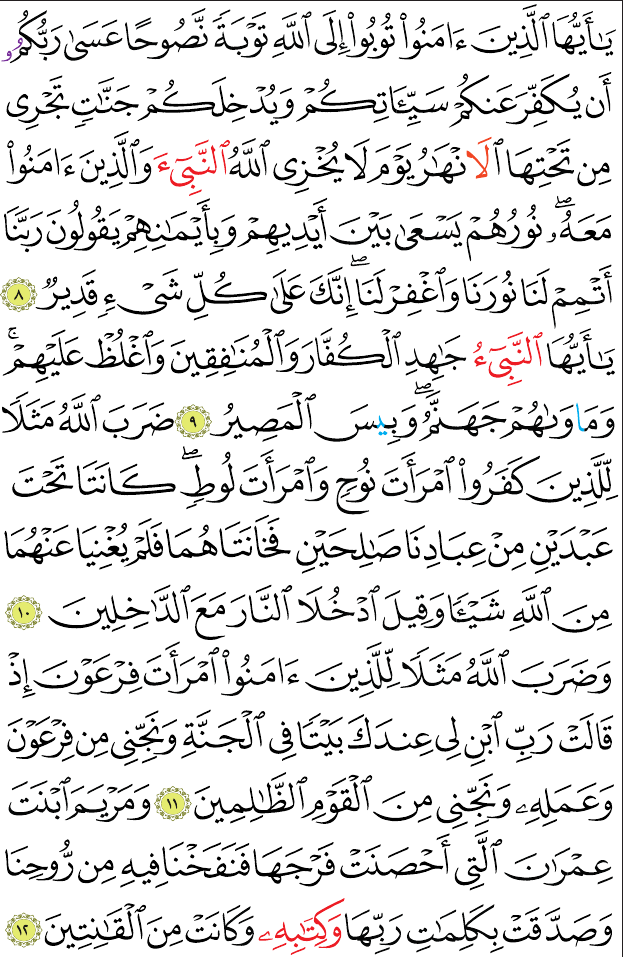 يَـٰٓأَيُّهَا ٱلَّذِينَ ءَامَنُوا۟ تُوبُوٓا۟ إِلَى ٱللَّهِ تَوْبَةً نَّصُوحًا عَسَىٰ رَبُّكُمُۥ
أَن يُكَفِّرَ عَنكُمْ سَيِّـَٔاتِكُمْ وَيُدْخِلَكُمْ جَنَّـٰتٍ تَجْرِى
مِن تَحْتِهَا ٱلَانْهَـٰرُ يَوْمَ لَا يُخْزِى ٱللَّهُ ٱلنَّبِىٓءَ وَٱلَّذِينَ ءَامَنُوا۟
مَعَهُۥۖ نُورُهُمْ يَسْعَىٰ بَيْنَ أَيْدِيهِمْ وَبِأَيْمَـٰنِهِمْ يَقُولُونَ رَبَّنَا
أَتْمِمْ لَنَا نُورَنَا وَٱغْفِرْ لَنَاۖ إِنَّكَ عَلَىٰ كُلِّ شَىْءٍ قَدِيرٌ ٨
يَـٰٓأَيُّهَا ٱلنَّبِىٓءُ جَـٰهِدِ ٱلْكُفَّارَ وَٱلْمُنَـٰفِقِينَ وَٱغْلُظْ عَلَيْهِمْۚ
وَمَاوَىٰهُمْ جَهَنَّمُۖ وَبِيسَ ٱلْمَصِيرُ ٩ ضَرَبَ ٱللَّهُ مَثَلًا
لِّلَّذِينَ كَفَرُوا۟ ٱمْرَأَتَ نُوحٍ وَٱمْرَأَتَ لُوطٍۖ كَانَتَا تَحْتَ
عَبْدَيْنِ مِنْ عِبَادِنَا صَـٰلِحَيْنِ فَخَانَتَاهُمَا فَلَمْ يُغْنِيَا عَنْهُمَا
مِنَ ٱللَّهِ شَيْـًٔا وَقِيلَ ٱدْخُلَا ٱلنَّارَ مَعَ ٱلدَّٰخِلِينَ ١٠
وَضَرَبَ ٱللَّهُ مَثَلًا لِّلَّذِينَ ءَامَنُوا۟ ٱمْرَأَتَ فِرْعَوْنَ إِذْ
قَالَتْ رَبِّ ٱبْنِ لِى عِندَكَ بَيْتًا فِى ٱلْجَنَّةِ وَنَجِّنِى مِن فِرْعَوْنَ
وَعَمَلِهِۦ وَنَجِّنِى مِنَ ٱلْقَوْمِ ٱلظَّـٰلِمِينَ ١١ وَمَرْيَمَ ٱبْنَتَ
عِمْرَٰنَ ٱلَّتِىٓ أَحْصَنَتْ فَرْجَهَا فَنَفَخْنَا فِيهِ مِن رُّوحِنَا
وَصَدَّقَتْ بِكَلِمَـٰتِ رَبِّهَا وَكِتَـٰبِهِۦ وَكَانَتْ مِنَ ٱلْقَـٰنِتِينَ ١٢